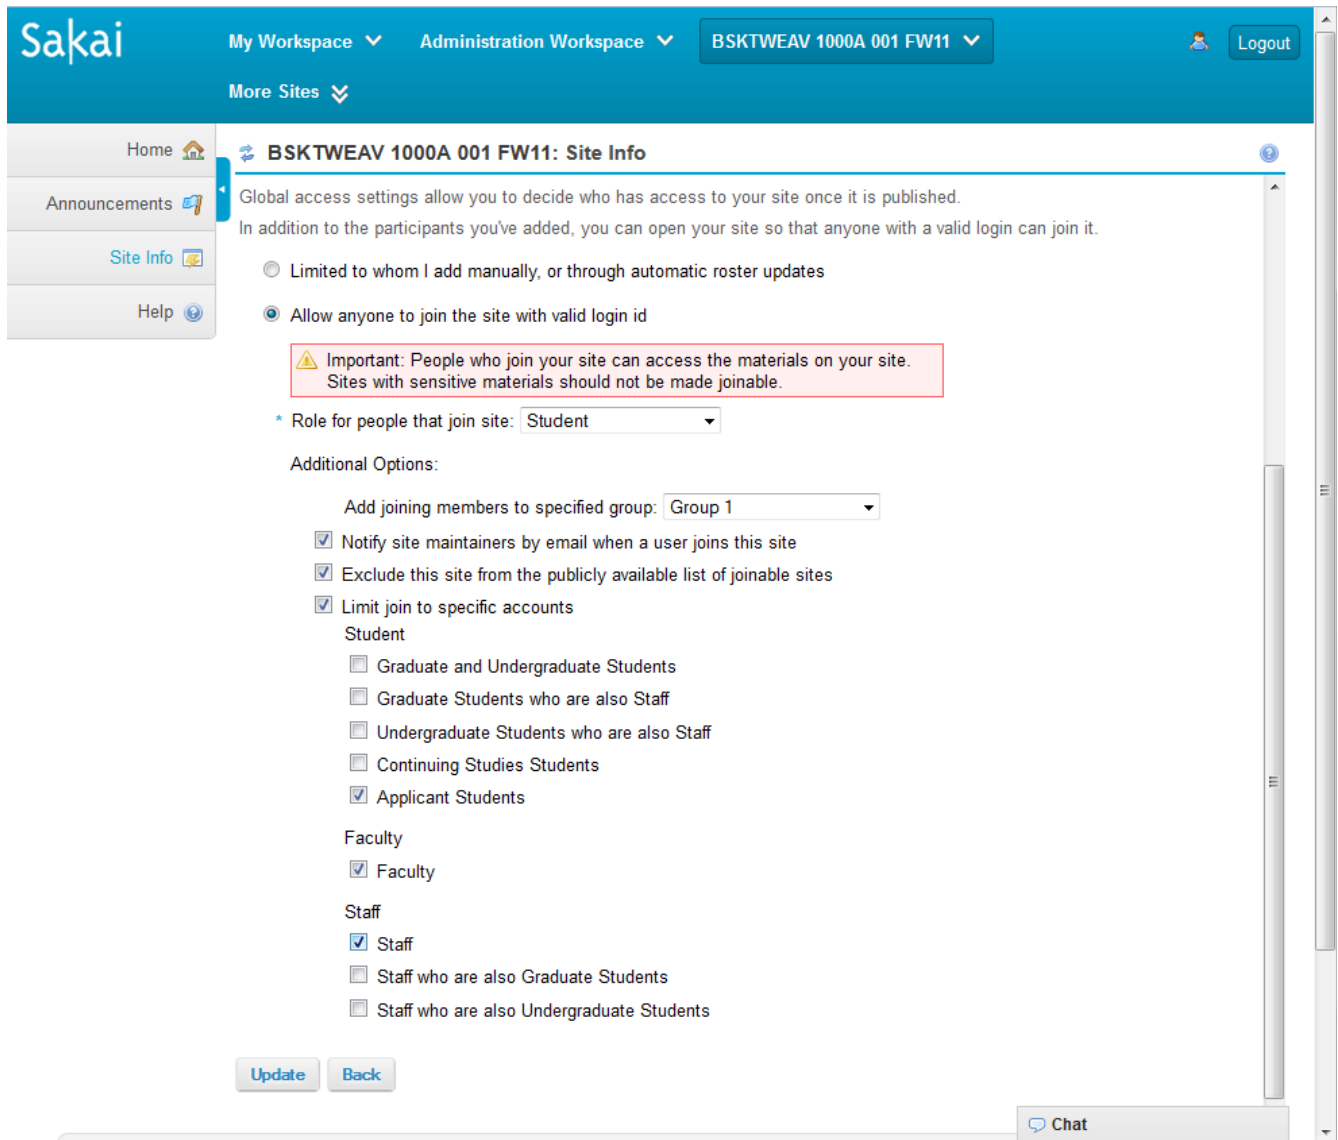 Sakai
My Workspace
Administration Workspace
BSKTWEAV 1000A 001 FW11
Logout
More Sites
Home
Announcements
Site Info
Help
BSKTWEAV 1000A 001 FW11: Site Info
Global access settings allow you to decide who has access to your site once it is published.
In addition to the participants you've added, you can open your site so that anyone with a valid login can join it.
Limited to whom I add manually, or through automatic roster updates
Allow anyone to join the site with valid login id
Important: People who join your site can access the materials on your site.
Sites with sensitive materials should not be made joinable.
* Role for people that join site: Student
Additional Options:
Add joining members to specified group: Group 1
Notify site maintainers by email when a user joins this site
Exclude this site from the publicly available list of joinable sites
Limit join to specific accounts
Student
Graduate and Undergraduate Students
Graduate Students who are also Staff
Undergraduate Students who are also Staff
Continuing Studies Students
Applicant Students
Faculty
Faculty
Staff
Staff
Staff who are also Graduate Students
Staff who are also Undergraduate Students
Update
Back
Chat